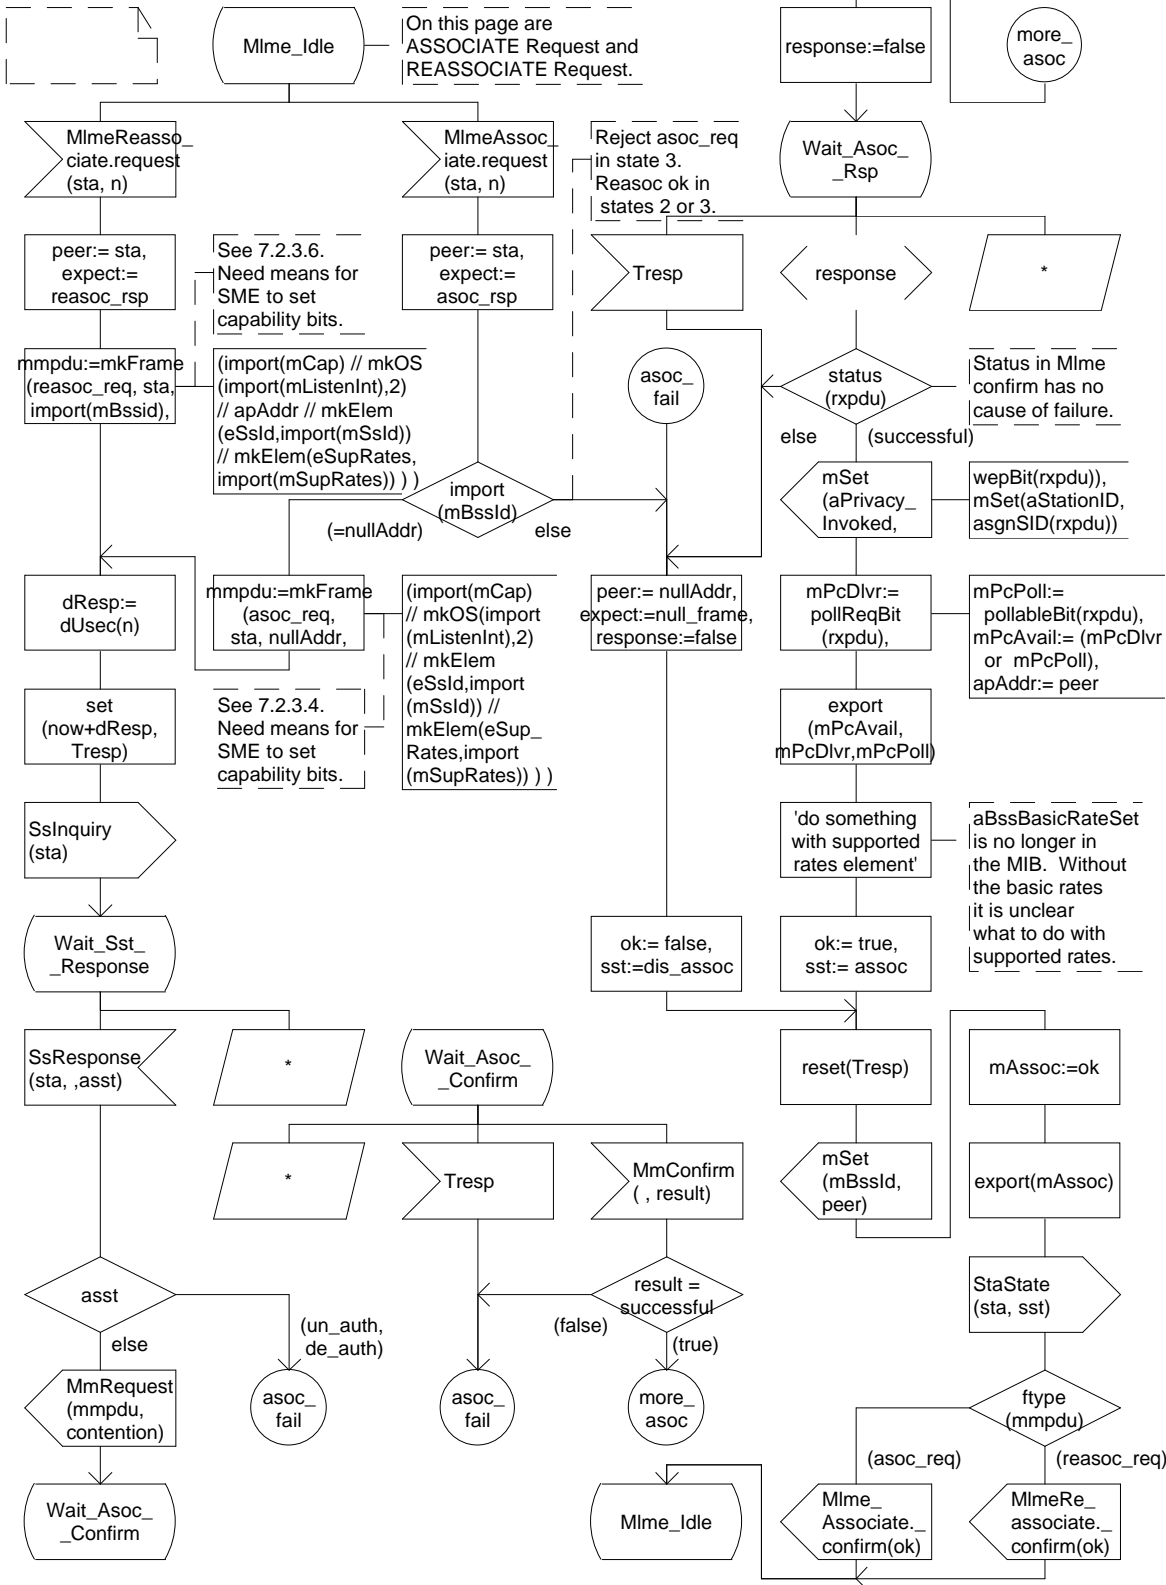 Mlme_Idle
On this page are
ASSOCIATE Request and
REASSOCIATE Request.
response:=false
more_
asoc
MlmeReasso_
ciate.request
(sta, n)
MlmeAssoc_
iate.request
(sta, n)
Reject asoc_req
in state 3.
Reasoc ok in
states 2 or 3.
Wait_Asoc_
_Rsp
peer:= sta,
expect:=
reasoc_rsp
See 7.2.3.6.
Need means for
SME to set
capability bits.
peer:= sta,
expect:=
asoc_rsp
Tresp
response
*
mmpdu:=mkFrame
(reasoc_req, sta,
import(mBssid),
(import(mCap) // mkOS
(import(mListenInt),2)
// apAddr // mkElem
(eSsId,import(mSsId))
// mkElem(eSupRates,
import(mSupRates)) ) )
asoc_
fail
status
(rxpdu)
Status in Mlme
confirm has no
cause of failure.
else
(successful)
import
(mBssId)
(=nullAddr)
else
mSet
(aPrivacy_
Invoked,
wepBit(rxpdu)),
mSet(aStationID,
asgnSID(rxpdu))
dResp:=
dUsec(n)
mmpdu:=mkFrame
(asoc_req,
sta, nullAddr,
(import(mCap)
// mkOS(import
(mListenInt),2)
// mkElem
(eSsId,import
(mSsId)) //
mkElem(eSup_
Rates,import
(mSupRates)) ) )
peer:= nullAddr,
expect:=null_frame,
response:=false
mPcDlvr:=
pollReqBit
(rxpdu),
mPcPoll:=
pollableBit(rxpdu),
mPcAvail:= (mPcDlvr
or mPcPoll),
apAddr:= peer
set
(now+dResp,
Tresp)
See 7.2.3.4.
Need means for
SME to set
capability bits.
export
(mPcAvail,
mPcDlvr,mPcPoll)
SsInquiry
(sta)
'do something
with supported
rates element'
aBssBasicRateSet
is no longer in
the MIB. Without
the basic rates
it is unclear
what to do with
supported rates.
Wait_Sst_
_Response
ok:= false,
sst:=dis_assoc
ok:= true,
sst:= assoc
SsResponse
(sta, ,asst)
*
Wait_Asoc_
_Confirm
reset(Tresp)
mAssoc:=ok
*
Tresp
MmConfirm
( , result)
mSet
(mBssId,
peer)
export(mAssoc)
asst
else
(un_auth,
de_auth)
result =
successful
(false)
(true)
StaState
(sta, sst)
MmRequest
(mmpdu,
contention)
asoc_
fail
asoc_
fail
more_
asoc
ftype
(mmpdu)
(asoc_req)
(reasoc_req)
Wait_Asoc_
_Confirm
Mlme_Idle
Mlme_
Associate._
confirm(ok)
MlmeRe_
associate._
confirm(ok)